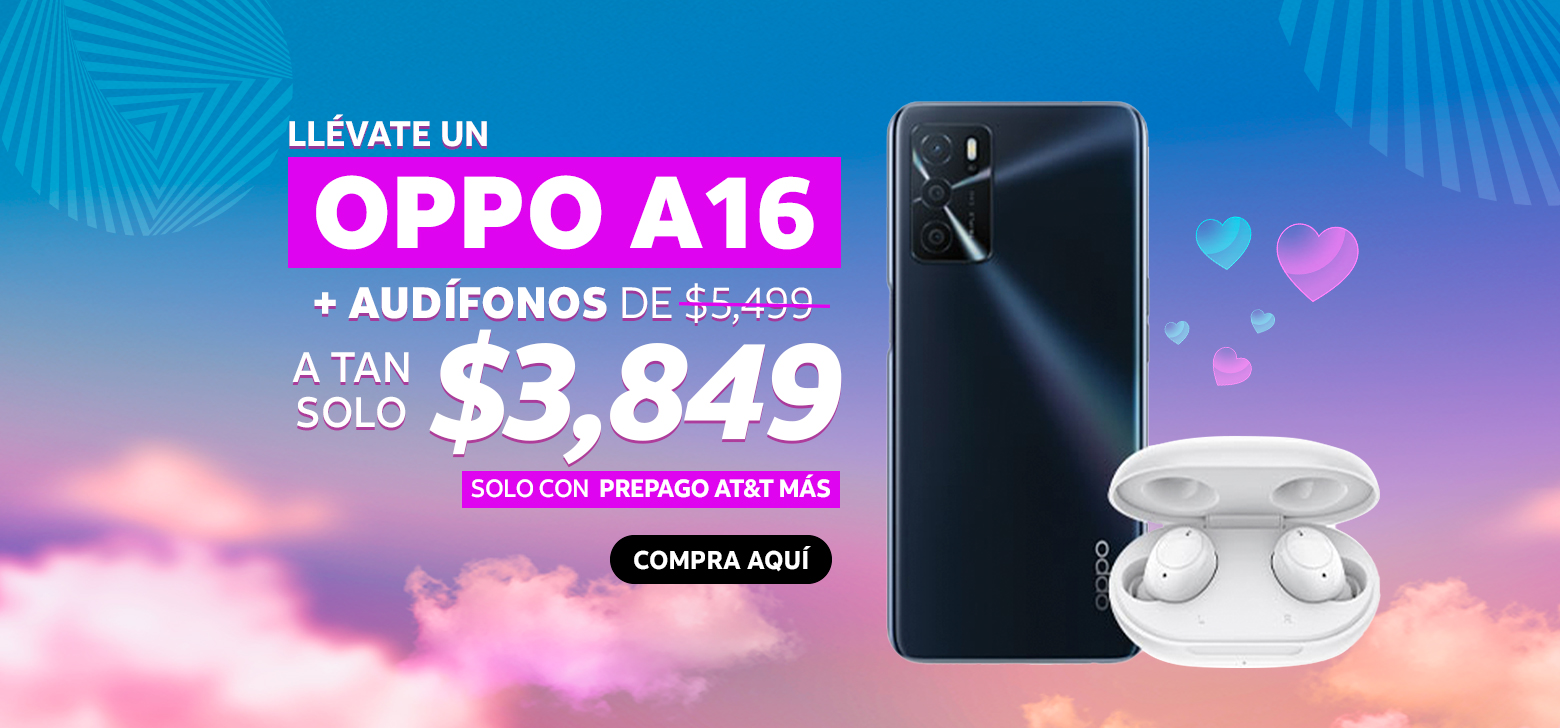 LLÉVATE UN
OPPO A16
+ AUDÍFONOS DE $5,499
A TAN
SOLO
$3,849
SOLO CON PREPAGO AT&T MÁS
COMPRA AQUÍ
oppo
L
R